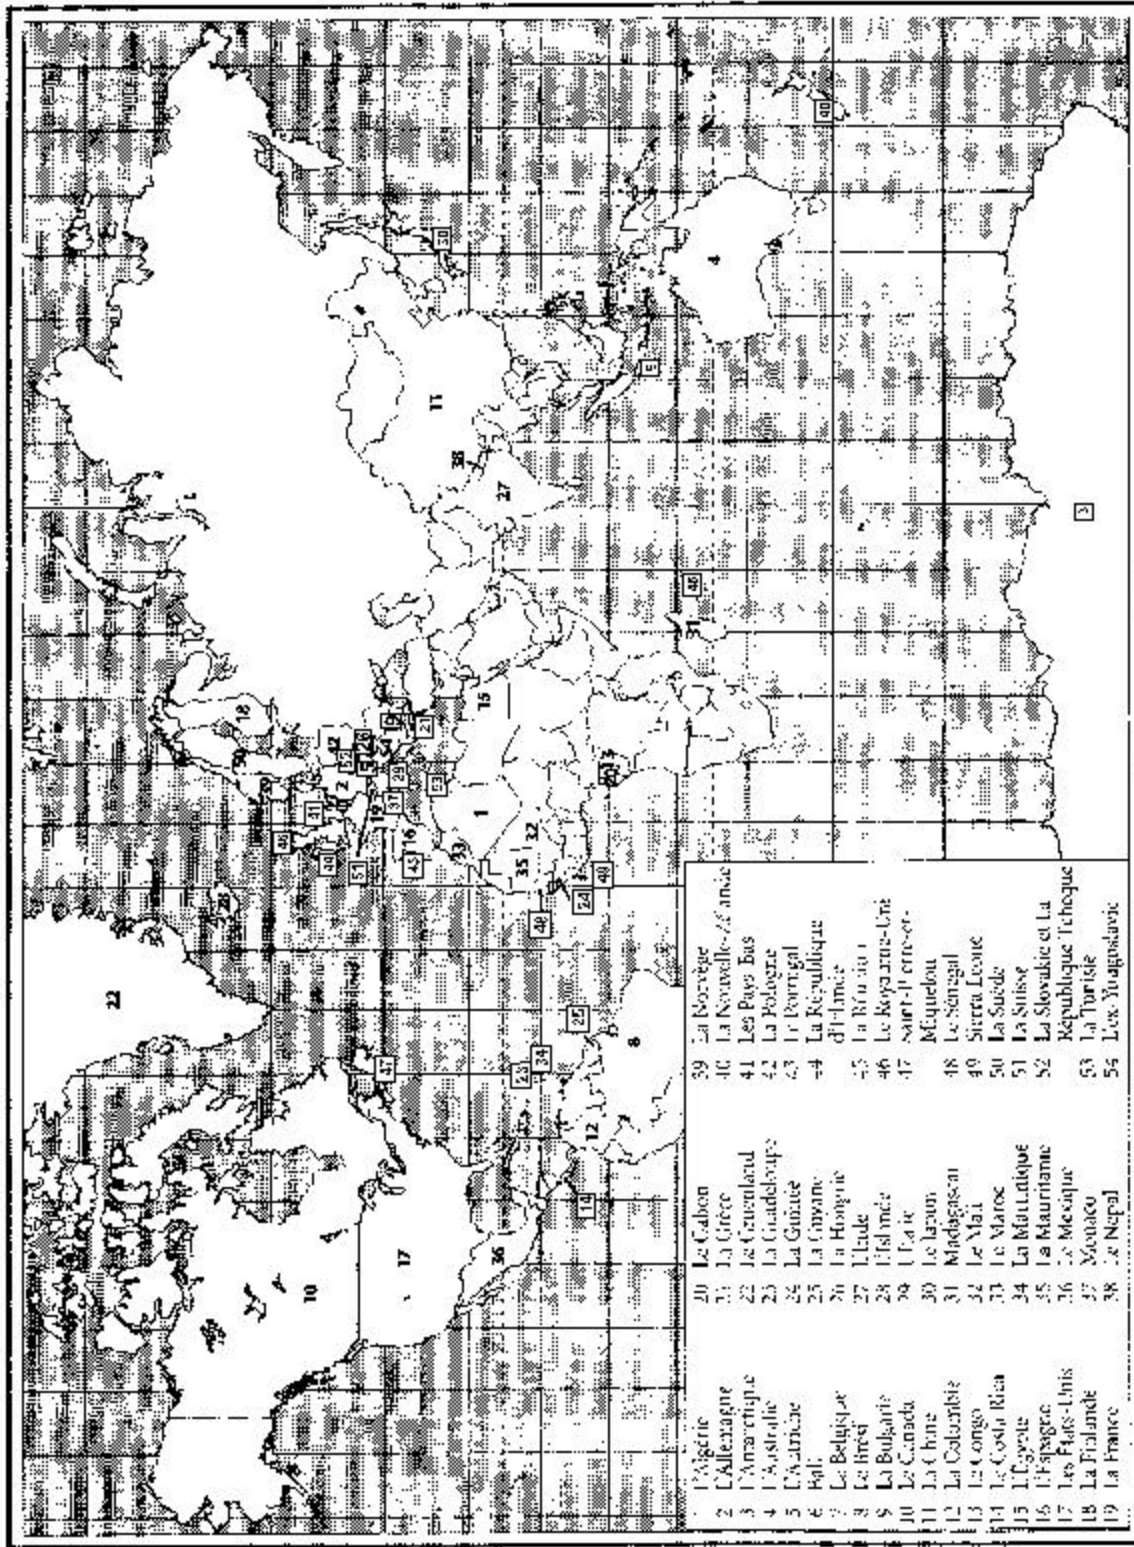 1 L'Algérie
2 L'Allemagne
3 L'Antarctique
4 L'Australie
5 L'Autriche
6 Bali
7 La Belgique
8 Le Brésil
9 La Bulgarie
10 Le Canada
11 La Chine
12 La Colombie
13 Le Congo
14 Le Costa Rica
15 L'Égypte
16 L'Espagne
17 Les États-Unis
18 La Finlande
19 La France
20 Le Gabon
21 La Grèce
22 Le Groenland
23 La Guadeloupe
24 La Guinée
25 La Guyane
26 La Hongrie
27 L'Inde
28 L'Islande
29 L'Italie
30 Le Japon
31 Madagascar
32 Le Mali
33 Le Maroc
34 La Martinique
35 La Mauritanie
36 Le Mexique
37 Monaco
38 Le Nepal
39 La Norvège
40 La Nouvelle-Zélande
41 Les Pays Bas
42 La Pologne
43 Le Portugal
44 La République
d'Irlande
45 La Réunion
46 Le Royaume-Uni
47 Saint-Pierre-et-
Miquelon
48 Le Sénégal
49 Sierra Leone
50 La Suède
51 La Suisse
52 La Slovakie et La
République Tchèque
53 La Tunisie
54 L'ex-Yougoslavie